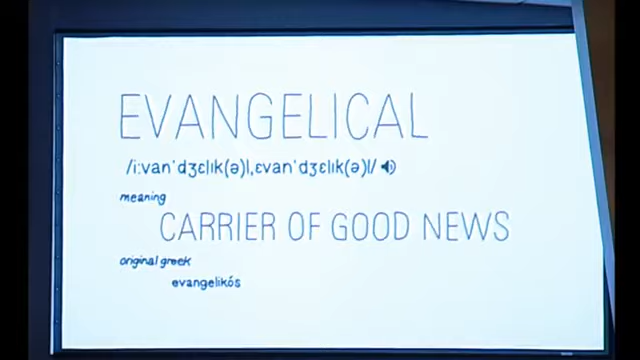 EVANGELICAL
/iːvanˈdʒɛlɪk(ə)l,ɛvanˈdʒɛlɪk(ə)l/
meaning
CARRIER OF GOOD NEWS
original greek
evangelikós